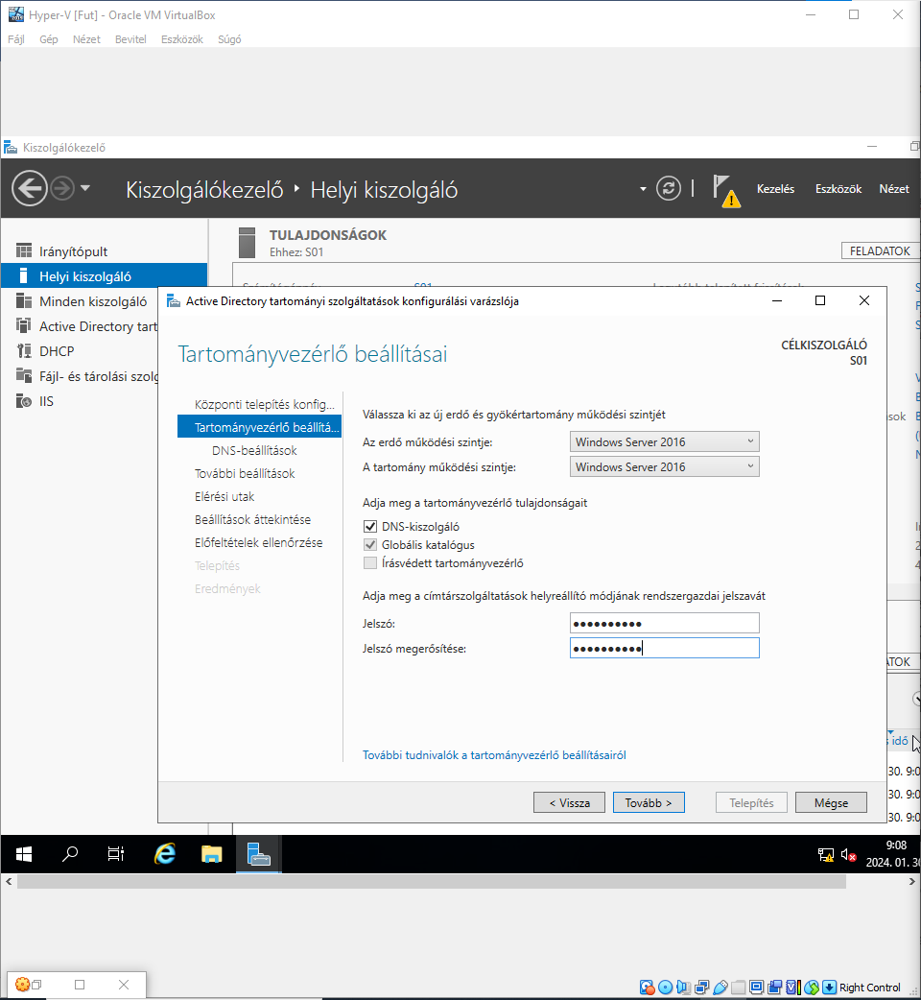 Hyper-V [Fut] - Oracle VM VirtualBox
Fájl Gép Nézet Bevitel Eszközök Súgó
Kiszolgálókezelő
Kiszolgálókezelő Helyi kiszolgáló
Kezelés Eszközök Nézet
Irányítópult
Helyi kiszolgáló
Minden kiszolgáló
Active Directory tart
DHCP
Fájl- és tárolási szolg
IIS
TULAJDONSÁGOK
Ehhez: S01
FELADATOK
Active Directory tartományi szolgáltatások konfigurálási varázslója
Tartományvezérlő beállításai
CÉLKISZOLGÁLÓ
S01
Központi telepítés konfig...
Tartományvezérlő beállítá...
DNS-beállítások
További beállítások
Elérési utak
Beállítások áttekintése
Előfeltételek ellenőrzése
Telepítés
Eredmények
Válassza ki az új erdő és gyökértartomány működési szintjét
Az erdő működési szintje: Windows Server 2016
A tartomány működési szintje: Windows Server 2016
Adja meg a tartományvezérlő tulajdonságait
DNS-kiszolgáló
Globális katalógus
Írásvédett tartományvezérlő
Adja meg a címtárszolgáltatások helyreállító módjának rendszergazdai jelszavát
Jelszó: ●●●●●●●●●●
Jelszó megerősítése: ●●●●●●●●●●
További tudnivalók a tartományvezérlő beállításairól
< Vissza Tovább > Telepítés Mégse
sok
ATOK
s idő
30. 9:0
30. 9:0
30. 9:0
9:08
2024. 01. 30
Right Control